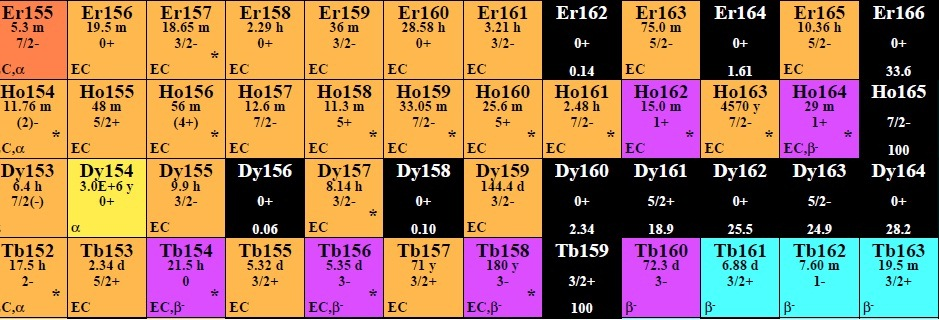 Er155
5.3 m
7/2-
C,α
Er156
19.5 m
0+
EC
Er157
18.65 m
3/2-
*
EC
Er158
2.29 h
0+
EC
Er159
36 m
3/2-
EC
Er160
28.58 h
0+
EC
Er161
3.21 h
3/2-
EC
Er162
0+
0.14
Er163
75.0 m
5/2-
EC
Er164
0+
1.61
Er165
10.36 h
5/2-
EC
Er166
0+
33.6
Ho154
11.76 m
(2)-
*
C,α
Ho155
48 m
5/2+
EC
Ho156
56 m
(4+)
*
EC
Ho157
12.6 m
7/2-
EC
Ho158
11.3 m
5+
*
EC
Ho159
33.05 m
7/2-
*
EC
Ho160
25.6 m
5+
*
EC
Ho161
2.48 h
7/2-
*
EC
Ho162
15.0 m
1+
*
EC
Ho163
4570 y
7/2-
*
EC
Ho164
29 m
1+
*
EC,β-
Ho165
7/2-
100
Dy153
6.4 h
7/2(-)
Dy154
3.0E+6 y
0+
α
Dy155
9.9 h
3/2-
EC
Dy156
0+
0.06
Dy157
8.14 h
3/2-
*
EC
Dy158
0+
0.10
Dy159
144.4 d
3/2-
EC
Dy160
0+
2.34
Dy161
5/2+
18.9
Dy162
0+
25.5
Dy163
5/2-
24.9
Dy164
0+
28.2
Tb152
17.5 h
2-
*
C,α
Tb153
2.34 d
5/2+
EC
Tb154
21.5 h
0
*
EC,β-
Tb155
5.32 d
3/2+
EC
Tb156
5.35 d
3-
*
EC,β-
Tb157
71 y
3/2+
EC
Tb158
180 y
3-
*
EC,β-
Tb159
3/2+
100
Tb160
72.3 d
3-
β-
Tb161
6.88 d
3/2+
β-
Tb162
7.60 m
1-
β-
Tb163
19.5 m
3/2+
β-